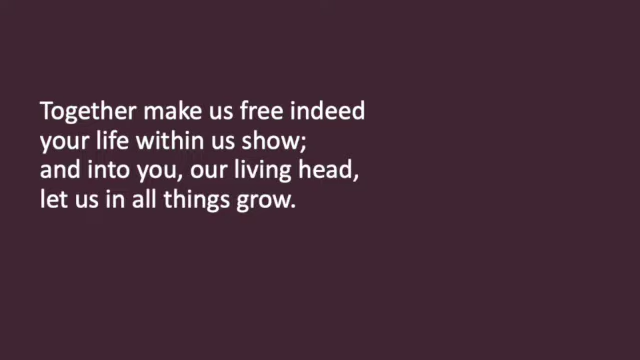 Together make us free indeed
your life within us show;
and into you, our living head,
let us in all things grow.